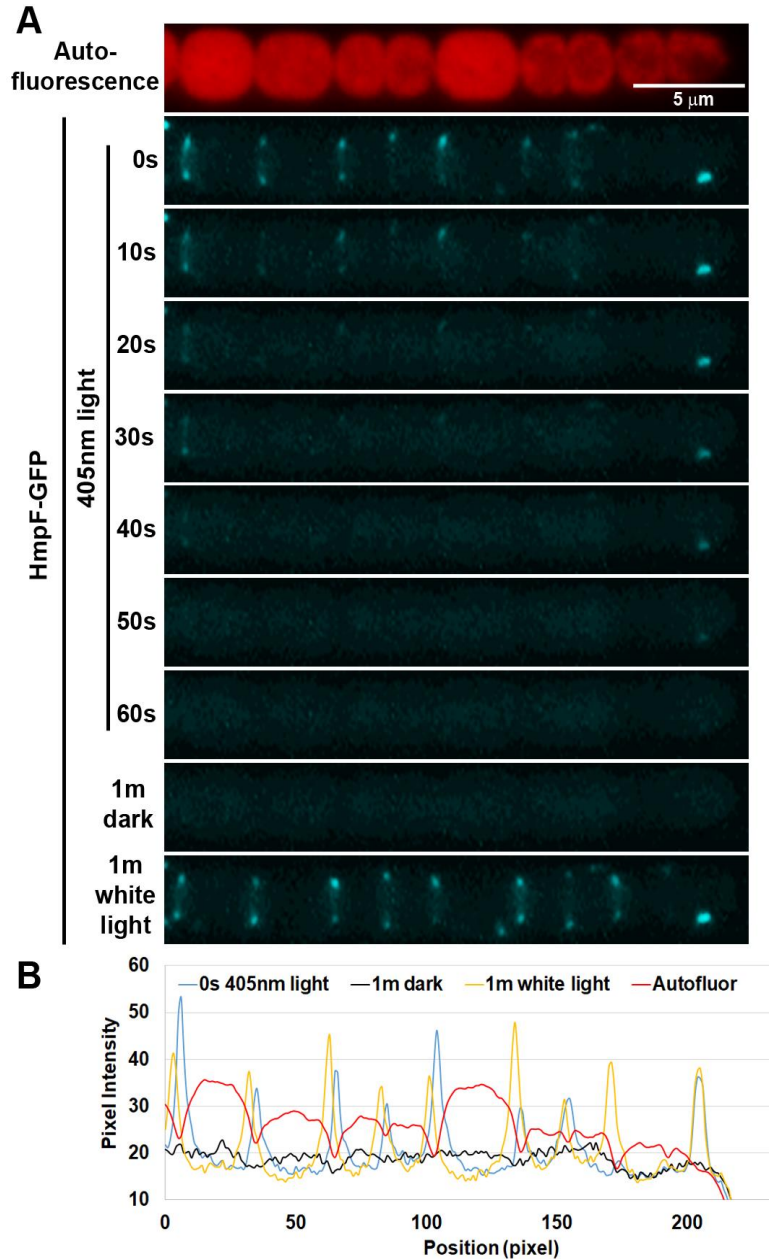 A
Auto-
fluorescence
5 μm
0s
10s
20s
30s
40s
50s
60s
1m
dark
1m
white
light
405nm light
HmpF-GFP
B
0s 405nm light 1m dark 1m white light Autofluor
60
50
40
30
20
10
Pixel Intensity
0 50 100 150 200
Position (pixel)